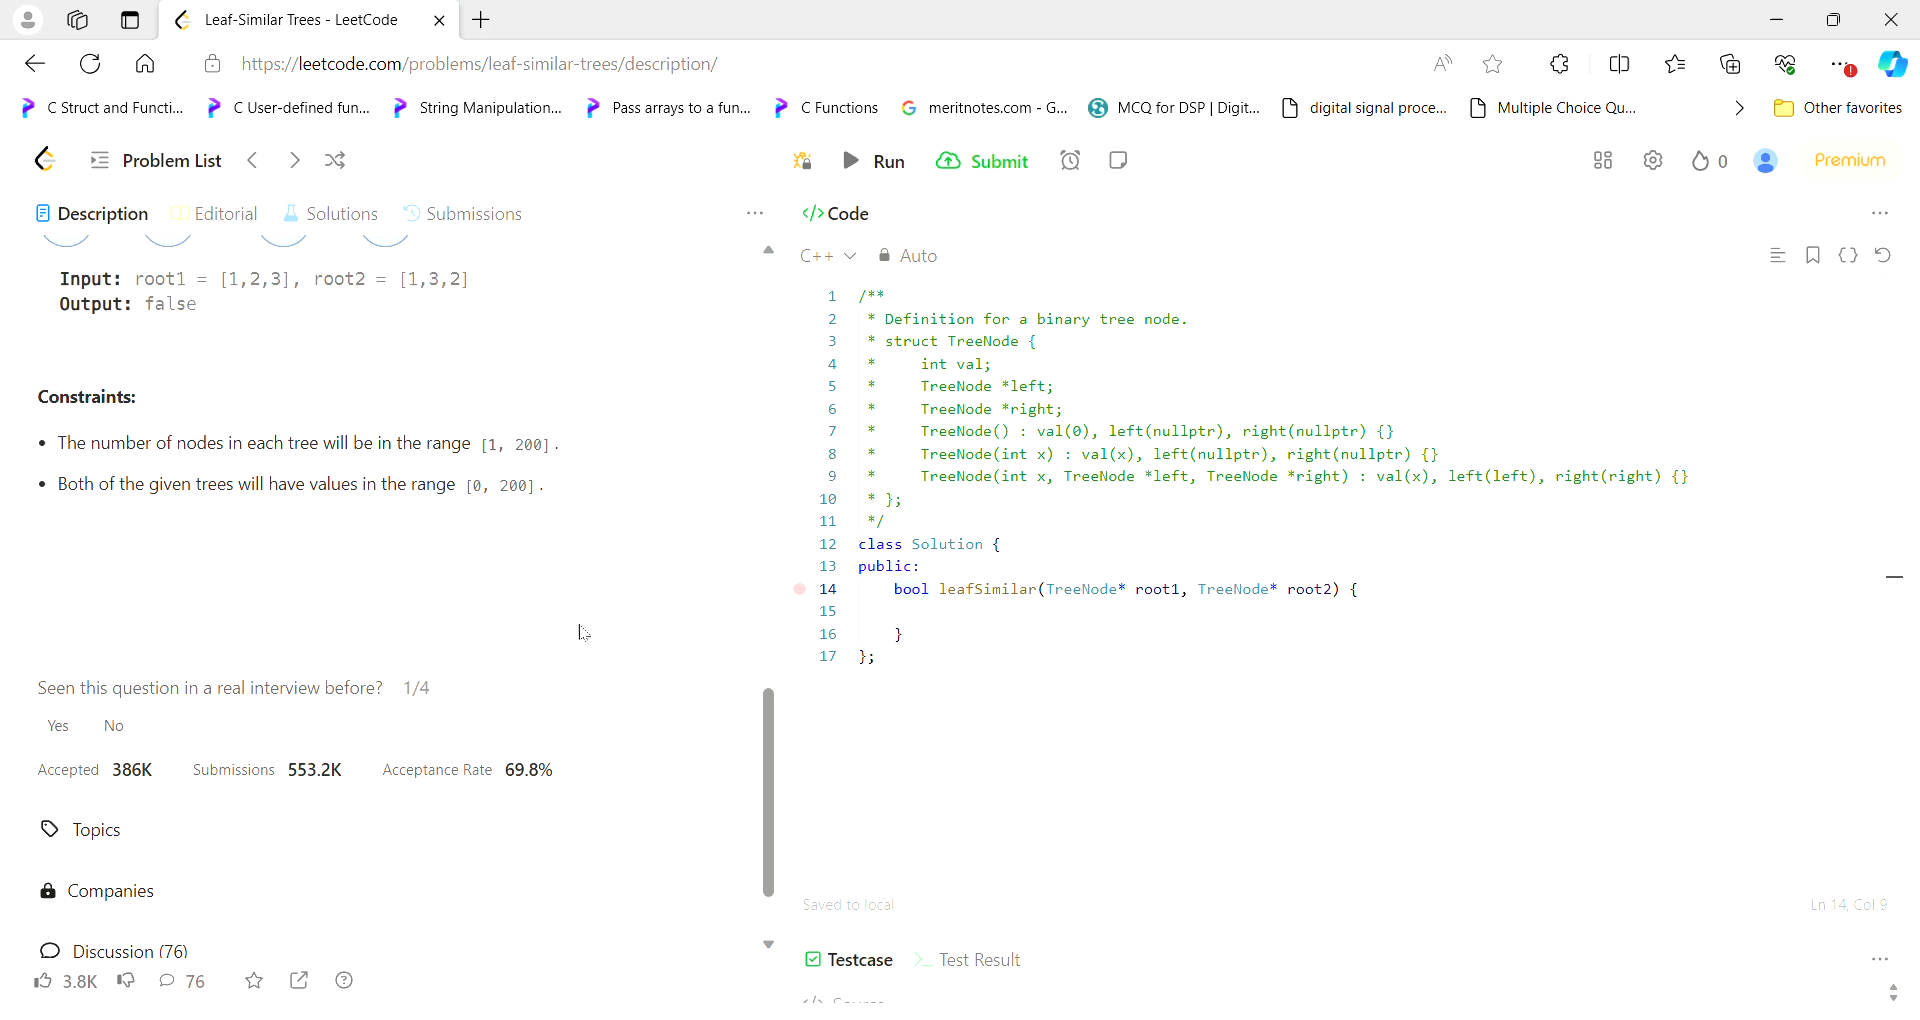 Leaf-Similar Trees - LeetCode
https://leetcode.com/problems/leaf-similar-trees/description/
C Struct and Functi... C User-defined fun... String Manipulation... Pass arrays to a fun... C Functions meritnotes.com - G... MCQ for DSP | Digit... digital signal proce... Multiple Choice Qu... Other favorites
Problem List Run Submit 0 Premium
Description Editorial Solutions Submissions
Input: root1 = [1,2,3], root2 = [1,3,2]
Output: false
Constraints:
• The number of nodes in each tree will be in the range [1, 200].
• Both of the given trees will have values in the range [0, 200].
Seen this question in a real interview before? 1/4
Yes No
Accepted 386K Submissions 553.2K Acceptance Rate 69.8%
Topics
Companies
Discussion (76)
3.8K 76
</> Code
C++ Auto
1 /**
2 * Definition for a binary tree node.
3 * struct TreeNode {
4 * int val;
5 * TreeNode *left;
6 * TreeNode *right;
7 * TreeNode() : val(0), left(nullptr), right(nullptr) {}
8 * TreeNode(int x) : val(x), left(nullptr), right(nullptr) {}
9 * TreeNode(int x, TreeNode *left, TreeNode *right) : val(x), left(left), right(right) {}
10 * };
11 */
12 class Solution {
13 public:
14 bool leafSimilar(TreeNode* root1, TreeNode* root2) {
15
16 }
17 };
Saved to local Ln 14, Col 9
Testcase Test Result
</> Source